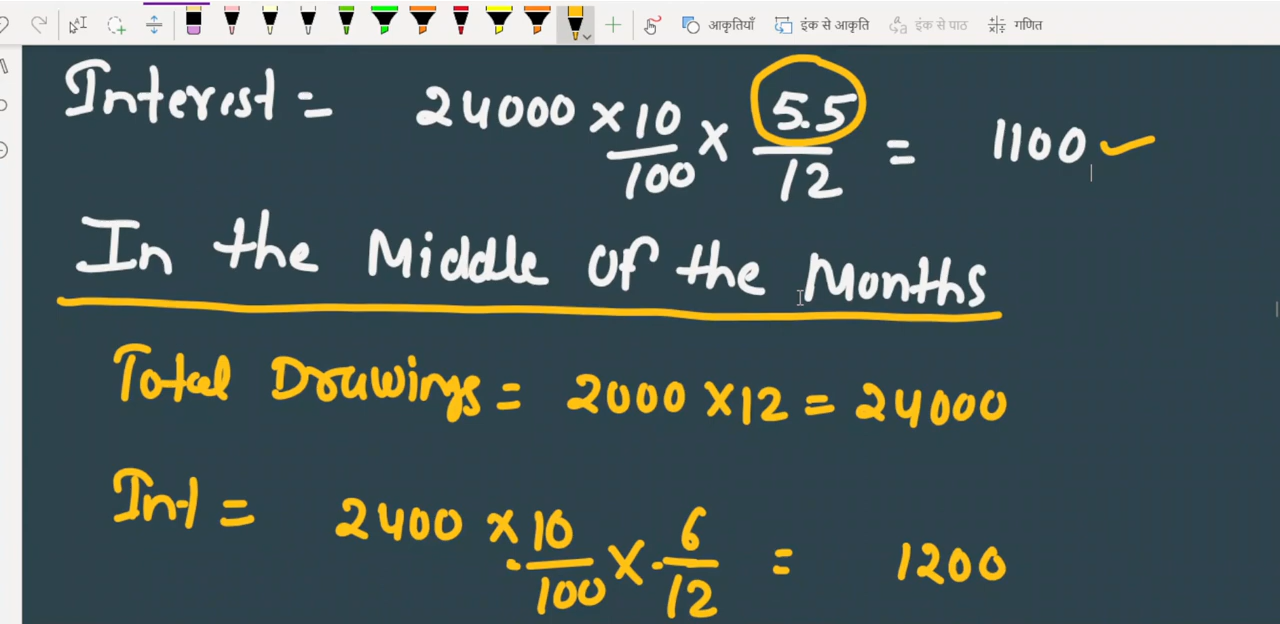 आकृतियाँ इंक से आकृति इंक से पाठ गणित
Interest = 24000 × 10/100 × 5.5/12 = 1100
In the Middle Of the Months
Total Drawings = 2000 × 12 = 24000
Int = 2400 × 10/100 × 6/12 = 1200